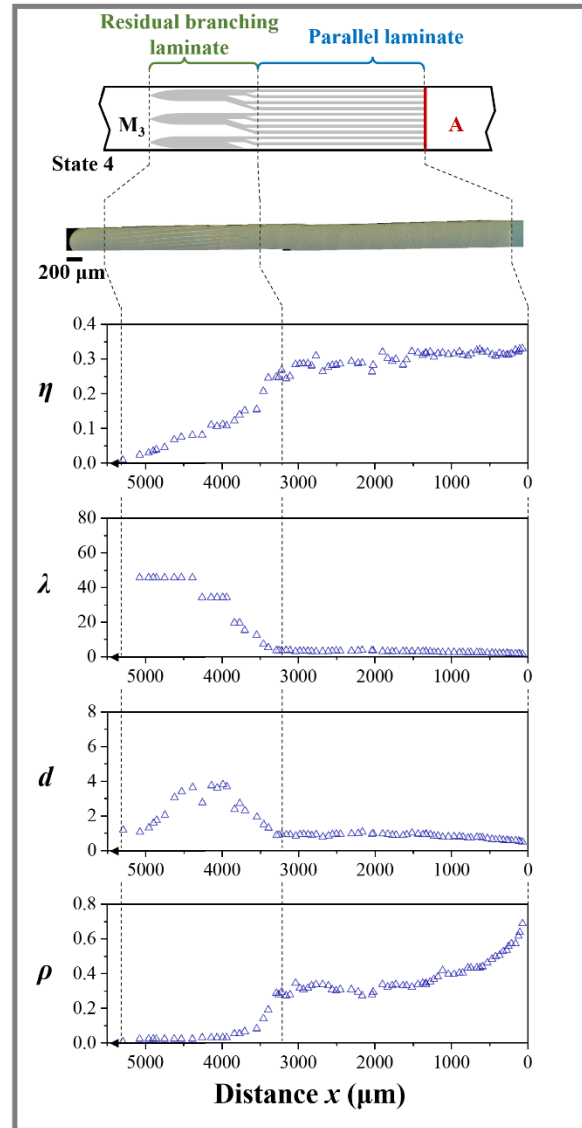 Residual branching
laminate
Parallel laminate
M3
A
State 4
200 μm
0.4
0.3
0.2
0.1
0.0
η
5000 4000 3000 2000 1000 0
80
60
40
20
0
λ
5000 4000 3000 2000 1000 0
8
6
4
2
0
d
5000 4000 3000 2000 1000 0
0.8
0.6
0.4
0.2
0.0
ρ
5000 4000 3000 2000 1000 0
Distance x (μm)